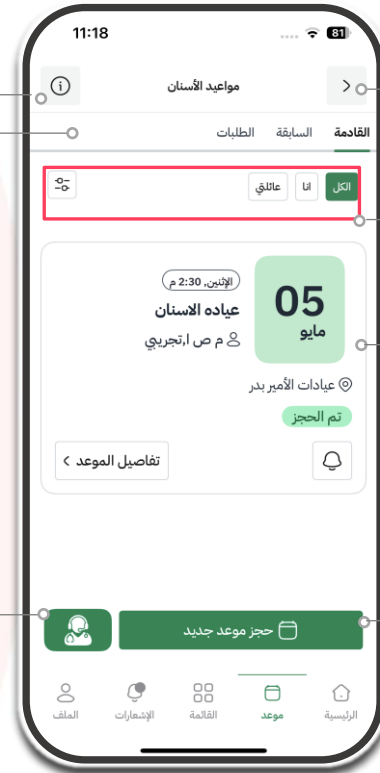 11:18
81
مواعيد الأسنان
القادمة السابقة الطلبات
الكل انا عائلتي
05
مايو
الإثنين, 2:30 م
عياده الاسنان
م ص ا,تجريبي
عيادات الأمير بدر
تم الحجز
تفاصيل الموعد
حجز موعد جديد
الرئيسية موعد القائمة الإشعارات الملف